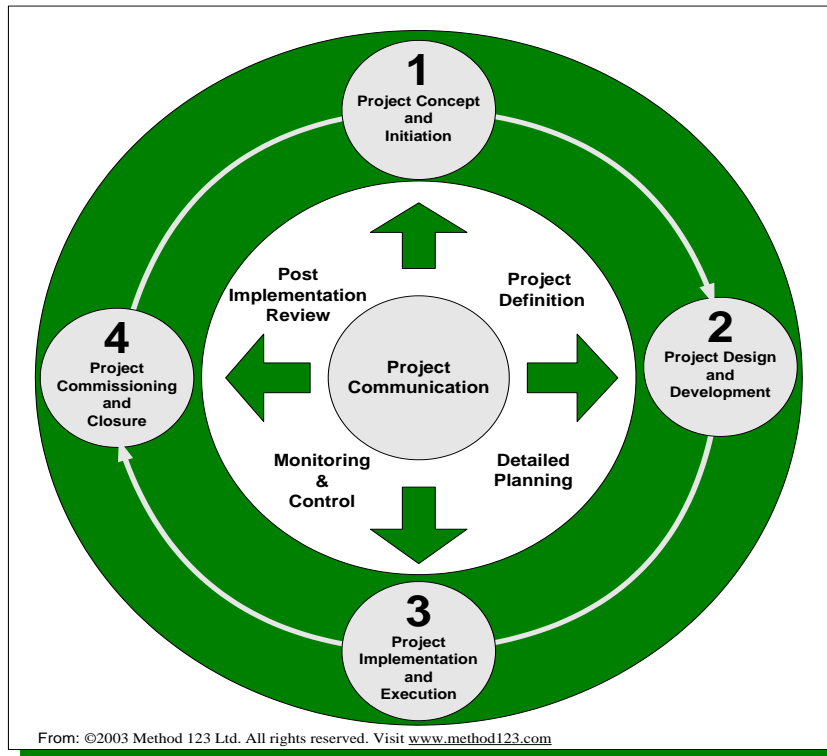 1
Project Concept
and
Initiation
Post
Implementation
Review
Project
Definition
4
Project
Commissioning
and
Closure
Project
Communication
2
Project Design
and
Development
Monitoring
&
Control
Detailed
Planning
3
Project
Implementation
and
Execution
From: ©2003 Method 123 Ltd. All rights reserved. Visit www.method123.com